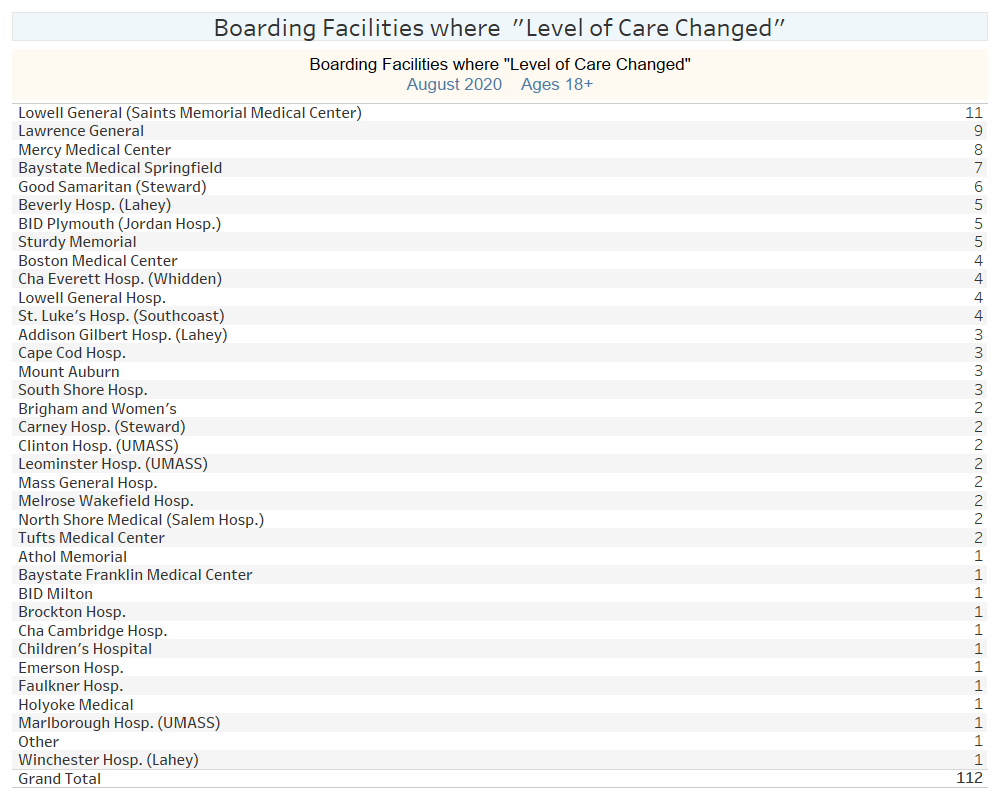 Boarding Facilities where "Level of Care Changed"
Boarding Facilities where "Level of Care Changed"
August 2020 Ages 18+
Lowell General (Saints Memorial Medical Center) 11
Lawrence General 9
Mercy Medical Center 8
Baystate Medical Springfield 7
Good Samaritan (Steward) 6
Beverly Hosp. (Lahey) 5
BID Plymouth (Jordan Hosp.) 5
Sturdy Memorial 5
Boston Medical Center 4
Cha Everett Hosp. (Whidden) 4
Lowell General Hosp. 4
St. Luke's Hosp. (Southcoast) 4
Addison Gilbert Hosp. (Lahey) 3
Cape Cod Hosp. 3
Mount Auburn 3
South Shore Hosp. 3
Brigham and Women's 2
Carney Hosp. (Steward) 2
Clinton Hosp. (UMASS) 2
Leominster Hosp. (UMASS) 2
Mass General Hosp. 2
Melrose Wakefield Hosp. 2
North Shore Medical (Salem Hosp.) 2
Tufts Medical Center 2
Athol Memorial 1
Baystate Franklin Medical Center 1
BID Milton 1
Brockton Hosp. 1
Cha Cambridge Hosp. 1
Children's Hospital 1
Emerson Hosp. 1
Faulkner Hosp. 1
Holyoke Medical 1
Marlborough Hosp. (UMASS) 1
Other 1
Winchester Hosp. (Lahey) 1
Grand Total 112